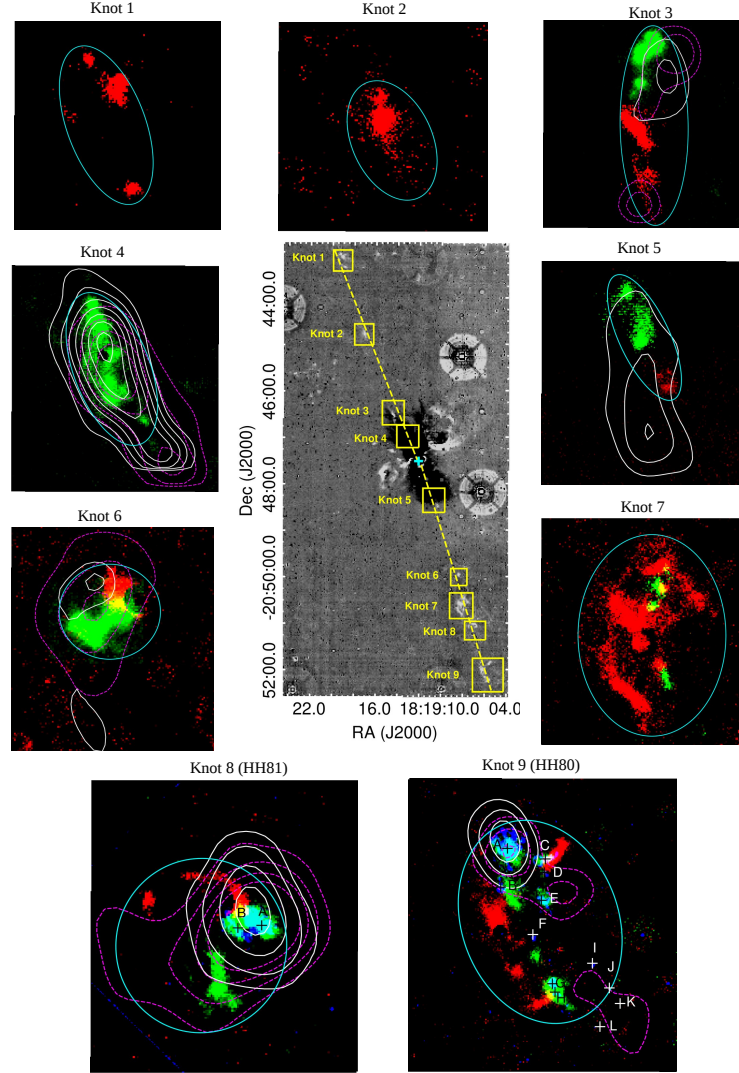 Knot 1
Knot 2
Knot 3
Knot 4
Knot 5
Knot 1
Knot 2
Knot 3
Knot 4
Knot 5
Knot 6
Knot 7
Knot 8
Knot 9
44:00.0
46:00.0
48:00.0
-20:50:00.0
52:00.0
Dec (J2000)
22.0 16.0 18:19:10.0 04.0
RA (J2000)
Knot 6
Knot 7
Knot 8 (HH81)
B
Knot 9 (HH80)
A
C
D
B
E
F
I
G
J
H
K
L